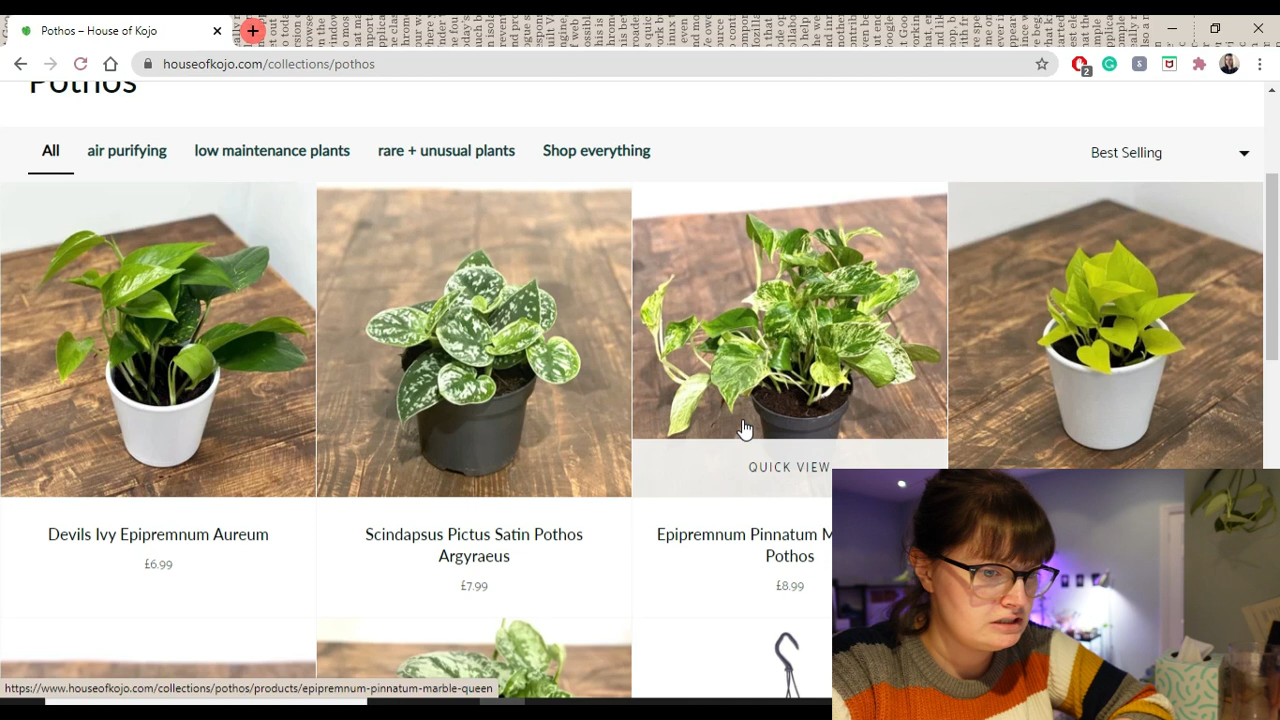 Pothos – House of Kojo
houseofkojo.com/collections/pothos
2
Pothos
All
air purifying
low maintenance plants
rare + unusual plants
Shop everything
Best Selling
QUICK VIEW
Devils Ivy Epipremnum Aureum
£6.99
Scindapsus Pictus Satin Pothos
Argyraeus
£7.99
Epipremnum Pinnatum M
Pothos
£8.99
https://www.houseofkojo.com/collections/pothos/products/epipremnum-pinnatum-marble-queen